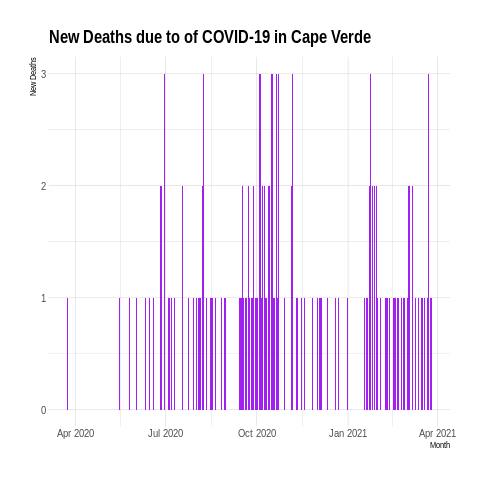 New Deaths due to of COVID-19 in Cape Verde
New Deaths
3
2
1
0
Apr 2020 Jul 2020 Oct 2020 Jan 2021 Apr 2021
Month